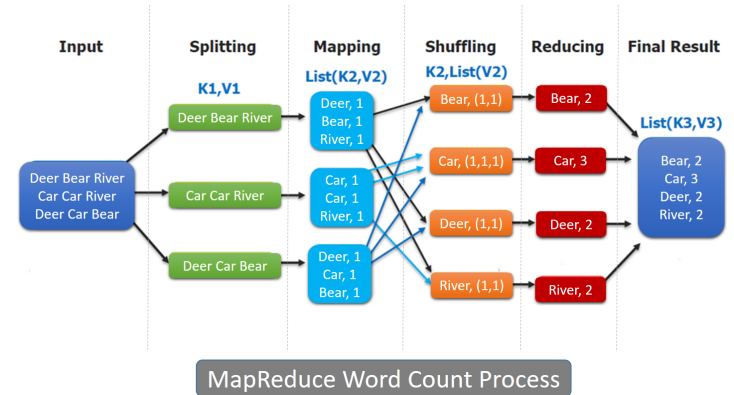 Input
Splitting
Mapping
Shuffling
Reducing
Final Result
K1,V1
List(K2,V2)
K2,List(V2)
List(K3,V3)
Deer Bear River
Car Car River
Deer Car Bear
Deer Bear River
Car Car River
Deer Car Bear
Deer, 1
Bear, 1
River, 1
Car, 1
Car, 1
River, 1
Deer, 1
Car, 1
Bear, 1
Bear, (1,1)
Car, (1,1,1)
Deer, (1,1)
River, (1,1)
Bear, 2
Car, 3
Deer, 2
River, 2
Bear, 2
Car, 3
Deer, 2
River, 2
MapReduce Word Count Process